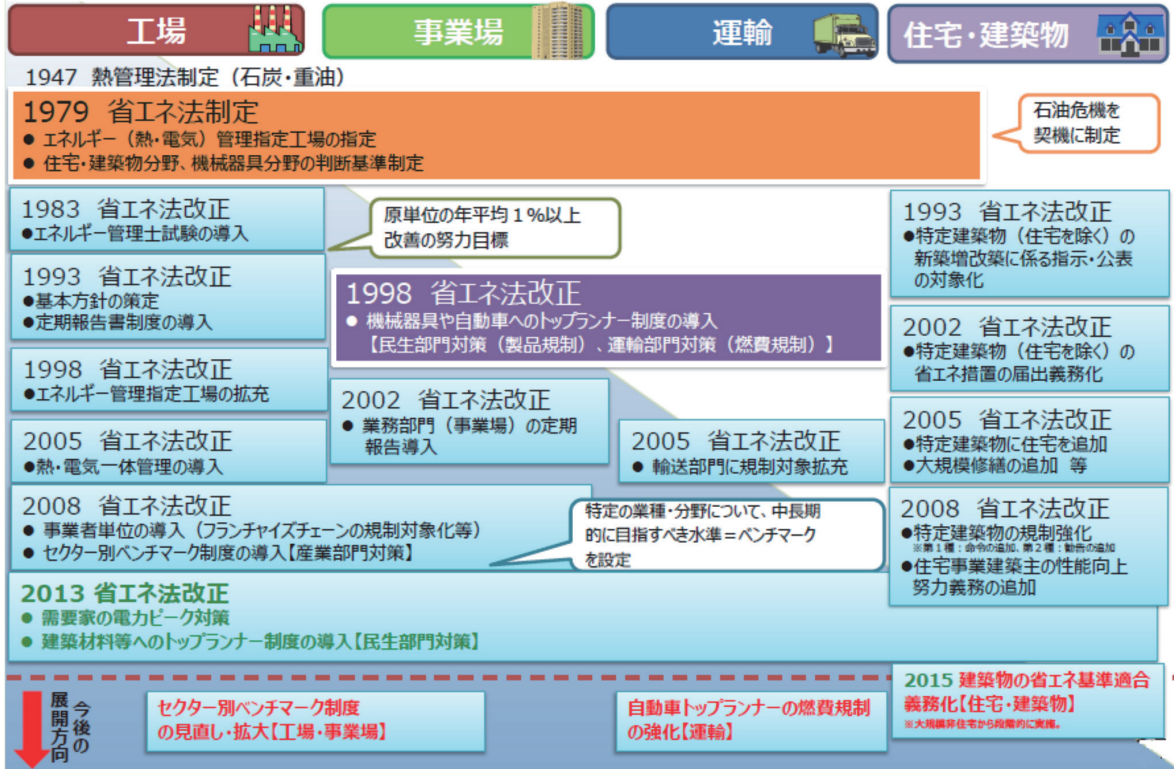 工場
事業場
運輸
住宅・建築物
1947 熱管理法制定（石炭・重油）
1979 省エネ法制定
● エネルギー（熱・電気）管理指定工場の指定
● 住宅・建築物分野、機械器具分野の判断基準制定
石油危機を
契機に制定
1983 省エネ法改正
●エネルギー管理士試験の導入
原単位の年平均１％以上
改善の努力目標
1993 省エネ法改正
●基本方針の策定
●定期報告書制度の導入
1998 省エネ法改正
● 機械器具や自動車へのトップランナー制度の導入
【民生部門対策（製品規制）、運輸部門対策（燃費規制）】
1998 省エネ法改正
●エネルギー管理指定工場の拡充
2002 省エネ法改正
● 業務部門（事業場）の定期
報告導入
2005 省エネ法改正
●熱・電気一体管理の導入
2005 省エネ法改正
● 輸送部門に規制対象拡充
1993 省エネ法改正
●特定建築物（住宅を除く）の
新築増改築に係る指示・公表
の対象化
2002 省エネ法改正
●特定建築物（住宅を除く）の
省エネ措置の届出義務化
2005 省エネ法改正
●特定建築物に住宅を追加
●大規模修繕の追加 等
2008 省エネ法改正
● 事業者単位の導入（フランチャイズチェーンの規制対象化等）
● セクター別ベンチマーク制度の導入【産業部門対策】
特定の業種・分野について、中長期
的に目指すべき水準＝ベンチマーク
を設定
2008 省エネ法改正
●特定建築物の規制強化
※第１種：命令の追加、第２種：勧告の追加
●住宅事業建築主の性能向上
努力義務の追加
2013 省エネ法改正
● 需要家の電力ピーク対策
● 建築材料等へのトップランナー制度の導入【民生部門対策】
今後の
展開方向
セクター別ベンチマーク制度
の見直し・拡大【工場・事業場】
自動車トップランナーの燃費規制
の強化【運輸】
2015 建築物の省エネ基準適合
義務化【住宅・建築物】
※大規模非住宅から段階的に実施。